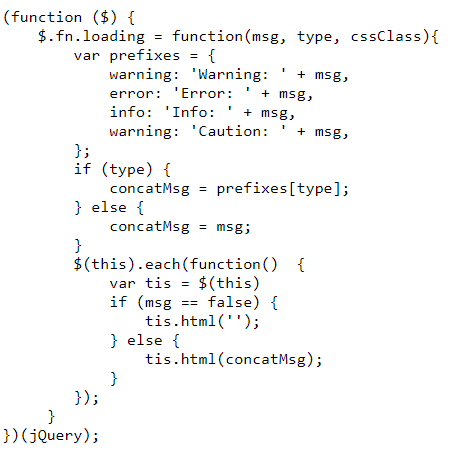 (function ($) {
    $.fn.loading = function(msg, type, cssClass){
        var prefixes = {
            warning: 'Warning: ' + msg,
            error: 'Error: ' + msg,
            info: 'Info: ' + msg,
            warning: 'Caution: ' + msg,
        };
        if (type) {
            concatMsg = prefixes[type];
        } else {
            concatMsg = msg;
        }
        $(this).each(function()  {
            var tis = $(this)
            if (msg == false) {
                tis.html('');
            } else {
                tis.html(concatMsg);
            }
        });
     }
})(jQuery);